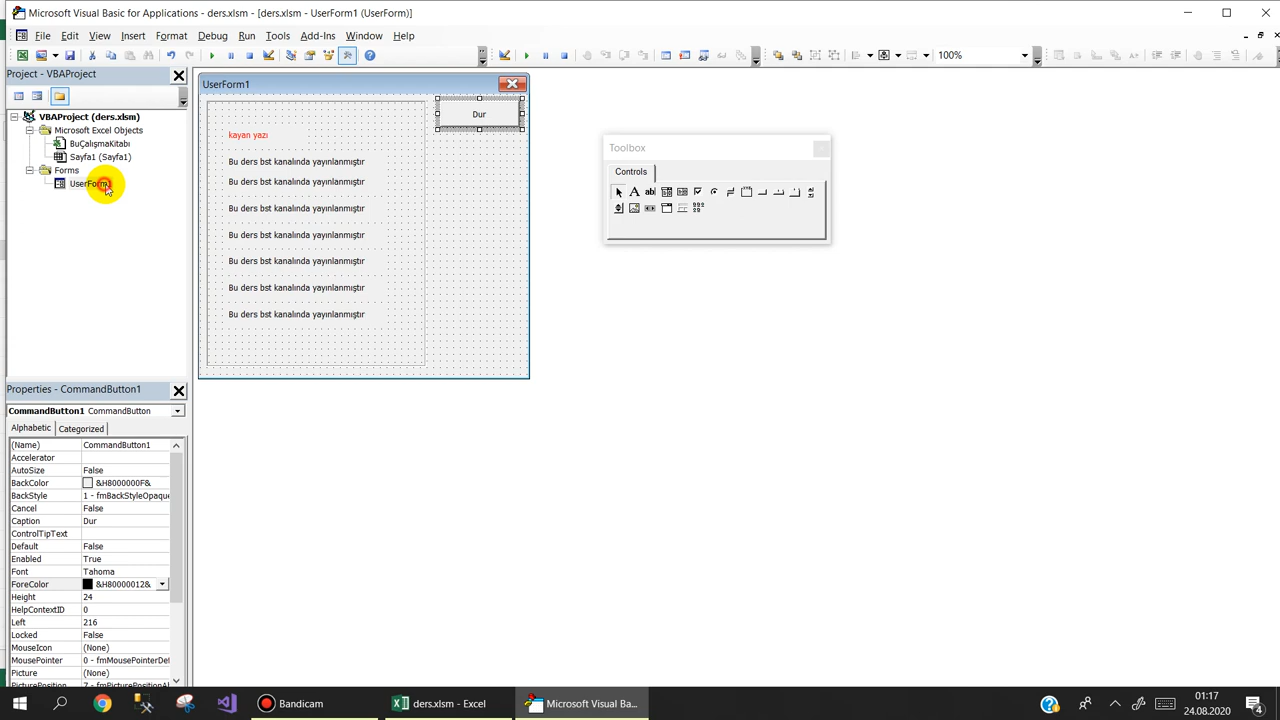 Microsoft Visual Basic for Applications - ders.xlsm - [ders.xlsm - UserForm1 (UserForm)]
File Edit View Insert Format Debug Run Tools Add-Ins Window Help
100%
Project - VBAProject
VBAProject (ders.xlsm)
Microsoft Excel Objects
BuÇalışmaKitabı
Sayfa1 (Sayfa1)
Forms
UserForm1
UserForm1
kayan yazı
Bu ders bst kanalında yayınlanmıştır
Bu ders bst kanalında yayınlanmıştır
Bu ders bst kanalında yayınlanmıştır
Bu ders bst kanalında yayınlanmıştır
Bu ders bst kanalında yayınlanmıştır
Bu ders bst kanalında yayınlanmıştır
Bu ders bst kanalında yayınlanmıştır
Dur
Toolbox
Controls
Properties - CommandButton1
CommandButton1 CommandButton
Alphabetic Categorized
(Name) CommandButton1
Accelerator
AutoSize False
BackColor &H8000000F&
BackStyle 1 - fmBackStyleOpaque
Cancel False
Caption Dur
ControlTipText
Default False
Enabled True
Font Tahoma
ForeColor &H80000012&
Height 24
HelpContextID 0
Left 216
Locked False
MouseIcon (None)
MousePointer 0 - fmMousePointerDef
Picture (None)
Bandicam
ders.xlsm - Excel
Microsoft Visual Ba...
01:17
24.08.2020
4